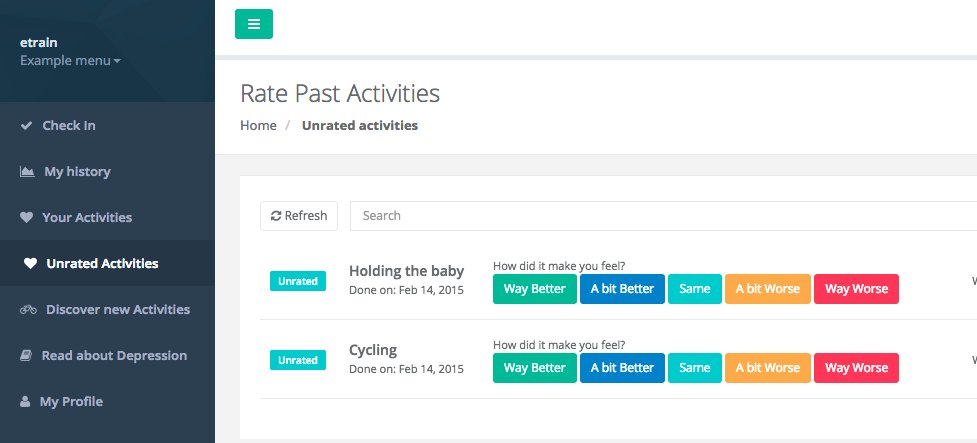 etrain
Example menu
Check In
My history
Your Activities
Unrated Activities
Discover new Activities
Read about Depression
My Profile
Rate Past Activities
Home / Unrated activities
Refresh Search
Unrated Holding the baby How did it make you feel?
Done on: Feb 14, 2015 Way Better A bit Better Same A bit Worse Way Worse
Unrated Cycling How did it make you feel?
Done on: Feb 14, 2015 Way Better A bit Better Same A bit Worse Way Worse